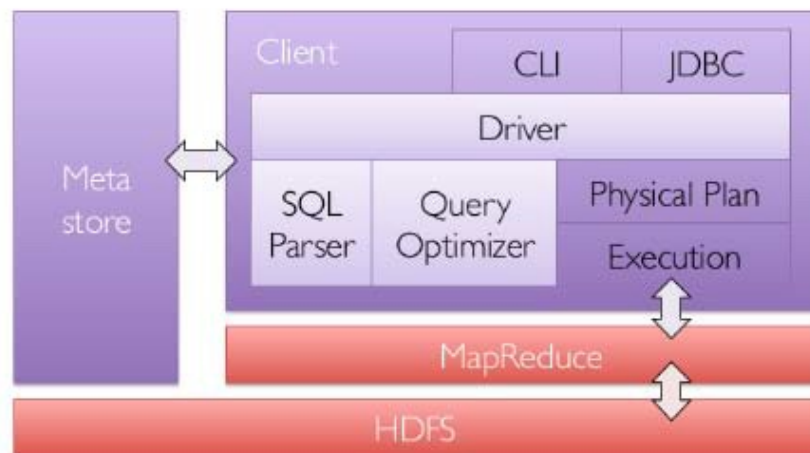 Client
CLI
JDBC
Driver
Meta
store
SQL
Parser
Query
Optimizer
Physical Plan
Execution
MapReduce
HDFS